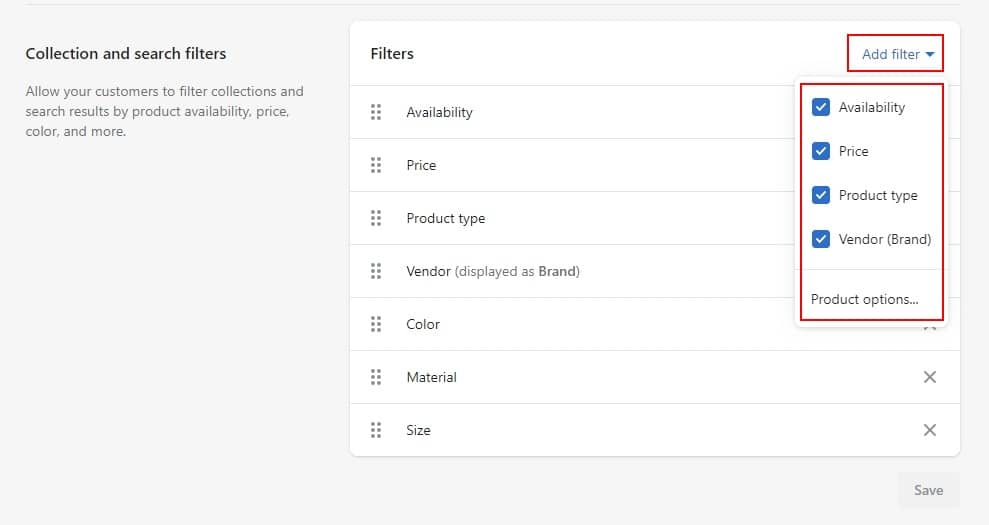 Collection and search filters
Allow your customers to filter collections and
search results by product availability, price,
color, and more.
Filters
Add filter
Availability
Price
Product type
Vendor (displayed as Brand)
Color
Material
Size
Availability
Price
Product type
Vendor (Brand)
Product options...
Save